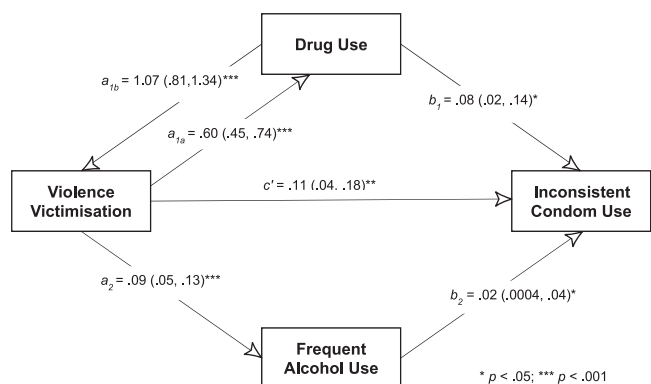 Drug Use
a1b = 1.07 (.81,1.34)***
b1 = .08 (.02, .14)*
a1a = .60 (.45, .74)***
Violence
Victimisation
c' = .11 (.04, .18)**
Inconsistent
Condom Use
a2 = .09 (.05, .13)***
b2 = .02 (.0004, .04)*
Frequent
Alcohol Use
* p < .05; *** p < .001